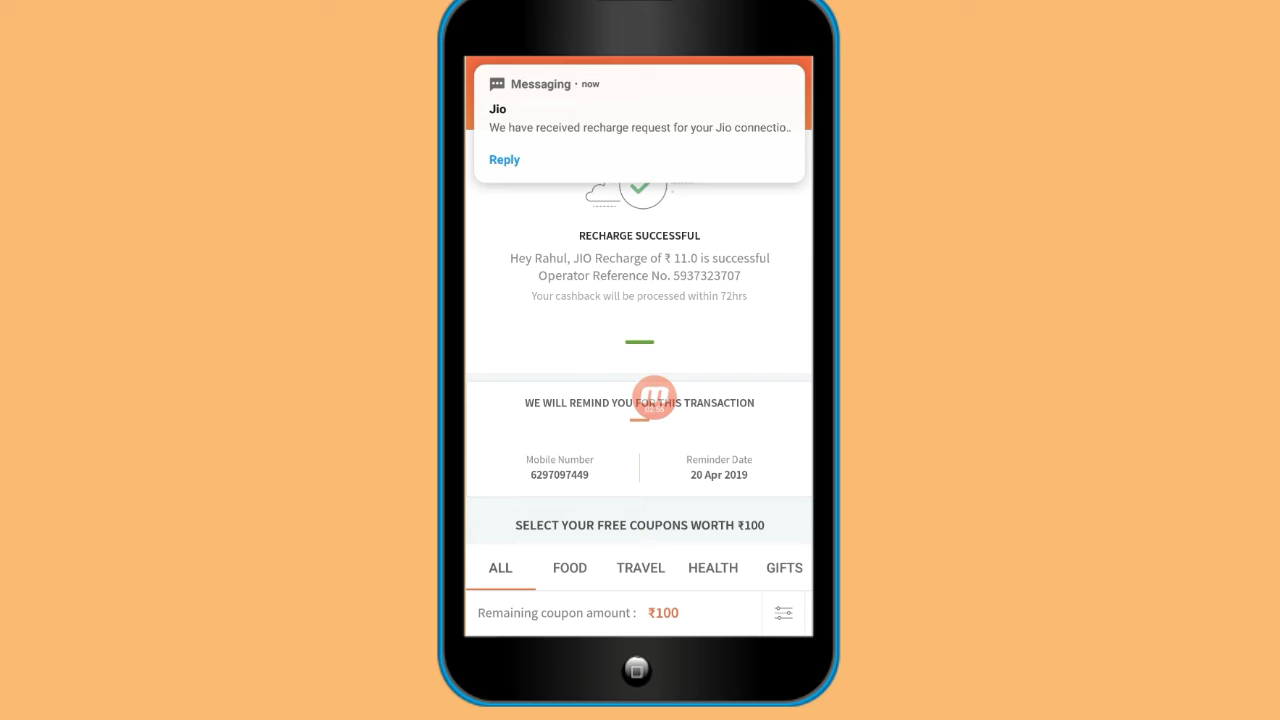 Messaging · now
Jio
We have received recharge request for your Jio connectio..
Reply
RECHARGE SUCCESSFUL
Hey Rahul, JIO Recharge of ₹ 11.0 is successful
Operator Reference No. 5937323707
Your cashback will be processed within 72hrs
WE WILL REMIND YOU FOR THIS TRANSACTION
02:55
Mobile Number
6297097449
Reminder Date
20 Apr 2019
SELECT YOUR FREE COUPONS WORTH ₹100
ALL FOOD TRAVEL HEALTH GIFTS
Remaining coupon amount : ₹100